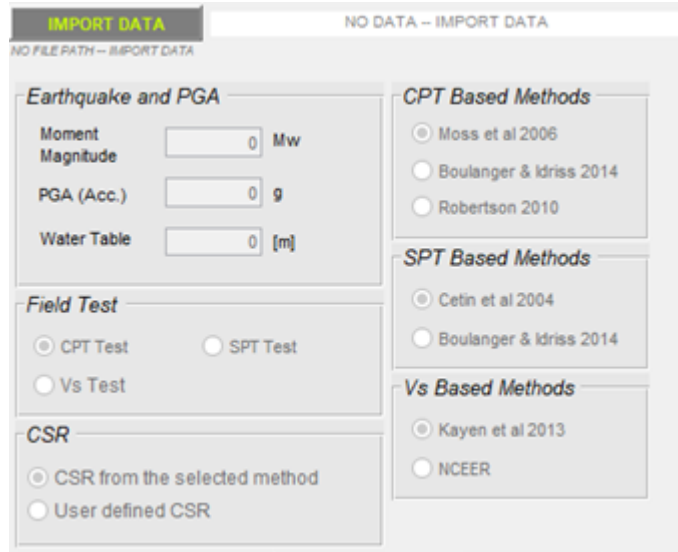 IMPORT DATA
NO DATA -- IMPORT DATA
NO FILE PATH -- IMPORT DATA
Earthquake and PGA
Moment
Magnitude
0 Mw
PGA (Acc.) 0 g
Water Table 0 [m]
Field Test
CPT Test SPT Test
Vs Test
CSR
CSR from the selected method
User defined CSR
CPT Based Methods
Moss et al 2006
Boulanger & Idriss 2014
Robertson 2010
SPT Based Methods
Cetin et al 2004
Boulanger & Idriss 2014
Vs Based Methods
Kayen et al 2013
NCEER